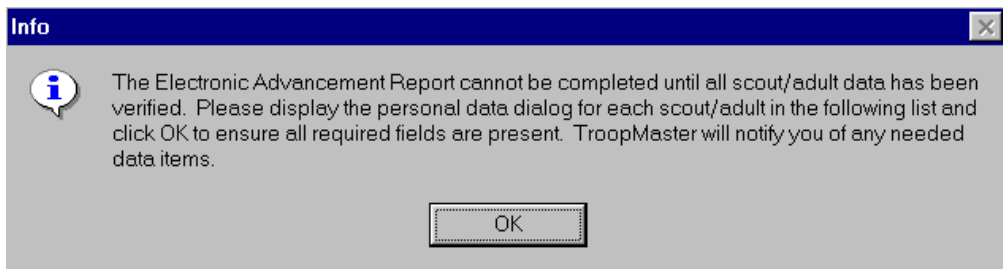 Info
The Electronic Advancement Report cannot be completed until all scout/adult data has been
verified.  Please display the personal data dialog for each scout/adult in the following list and
click OK to ensure all required fields are present.  TroopMaster will notify you of any needed
data items.
OK